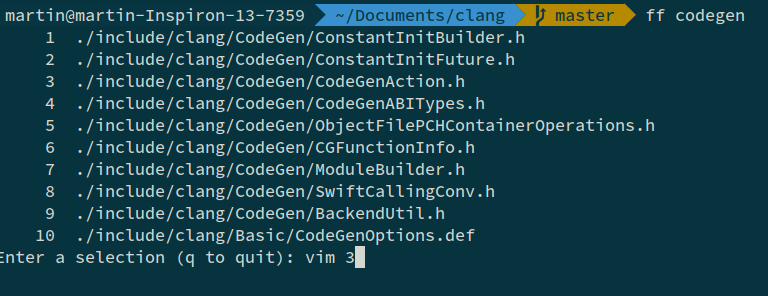 martin@martin-Inspiron-13-7359 ~/Documents/clang master ff codegen
1 ./include/clang/CodeGen/ConstantInitBuilder.h
2 ./include/clang/CodeGen/ConstantInitFuture.h
3 ./include/clang/CodeGen/CodeGenAction.h
4 ./include/clang/CodeGen/CodeGenABITypes.h
5 ./include/clang/CodeGen/ObjectFilePCHContainerOperations.h
6 ./include/clang/CodeGen/CGFunctionInfo.h
7 ./include/clang/CodeGen/ModuleBuilder.h
8 ./include/clang/CodeGen/SwiftCallingConv.h
9 ./include/clang/CodeGen/BackendUtil.h
10 ./include/clang/Basic/CodeGenOptions.def
Enter a selection (q to quit): vim 3